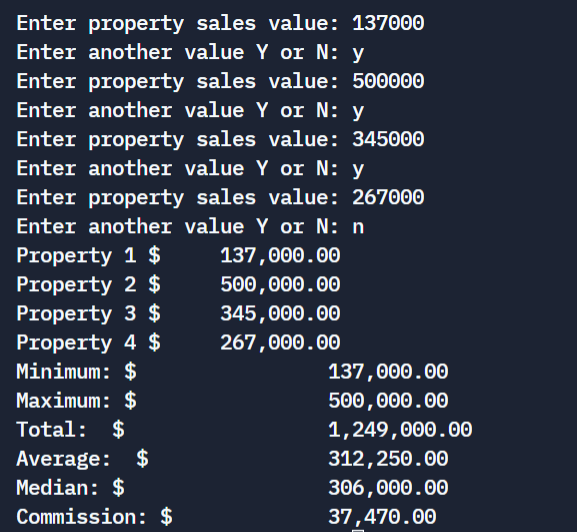 Enter property sales value: 137000
Enter another value Y or N: y
Enter property sales value: 500000
Enter another value Y or N: y
Enter property sales value: 345000
Enter another value Y or N: y
Enter property sales value: 267000
Enter another value Y or N: n
Property 1 $     137,000.00
Property 2 $     500,000.00
Property 3 $     345,000.00
Property 4 $     267,000.00
Minimum: $                137,000.00
Maximum: $                500,000.00
Total:  $                 1,249,000.00
Average:  $               312,250.00
Median: $                 306,000.00
Commission: $             37,470.00